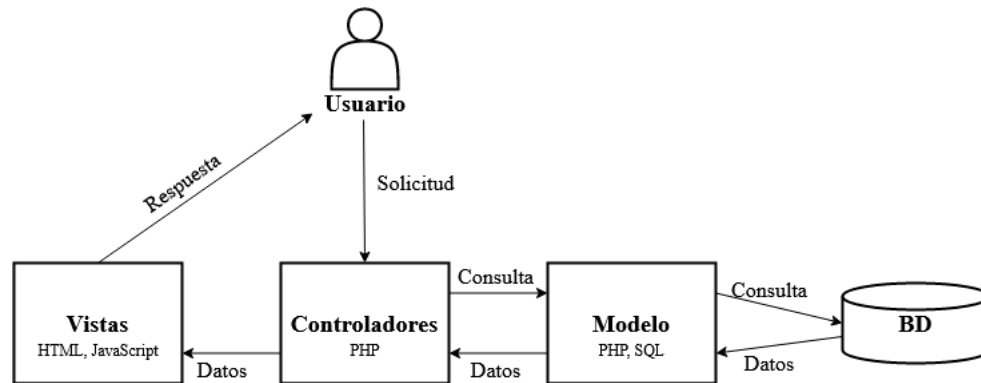 Usuario
Respuesta
Solicitud
Consulta
Consulta
Vistas
HTML, JavaScript
Controladores
PHP
Modelo
PHP, SQL
BD
Datos
Datos
Datos